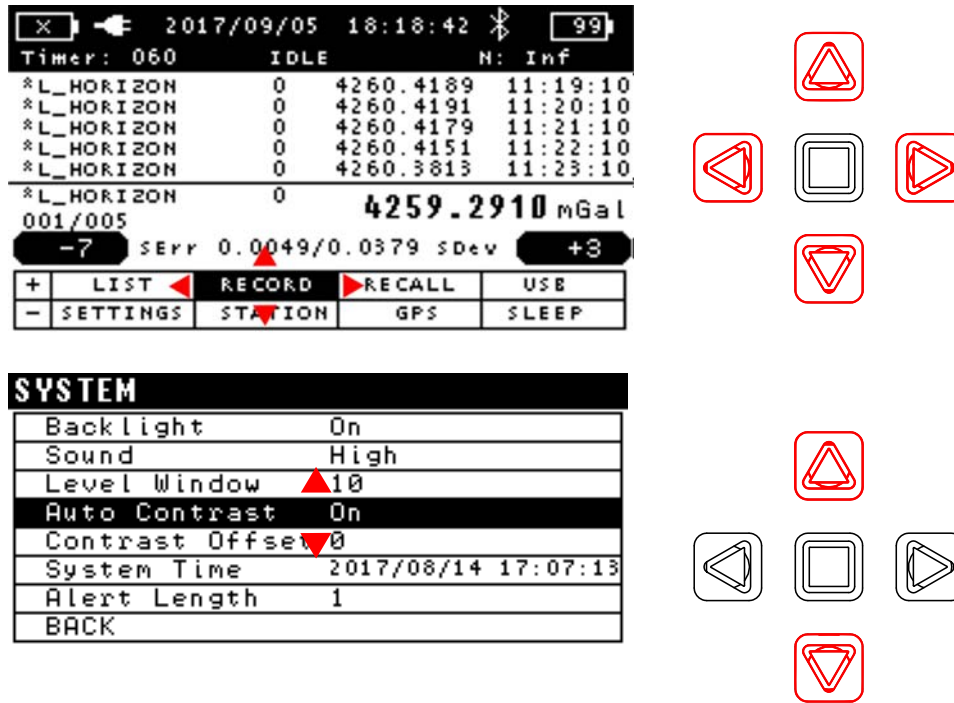 X 2017/09/05 18:18:42 99
Timer: 060 IDLE N: Inf
*L_HORIZON 0 4260.4189 11:19:10
*L_HORIZON 0 4260.4191 11:20:10
*L_HORIZON 0 4260.4179 11:21:10
*L_HORIZON 0 4260.4151 11:22:10
*L_HORIZON 0 4260.3813 11:23:10
*L_HORIZON 0 4259.2910 mGal
001/005
-7 SErr 0.0049/0.0379 SDev +3
+ LIST RECORD RECALL USB
- SETTINGS STATION GPS SLEEP
SYSTEM
Backlight On
Sound High
Level Window 10
Auto Contrast On
Contrast Offset 0
System Time 2017/08/14 17:07:13
Alert Length 1
BACK